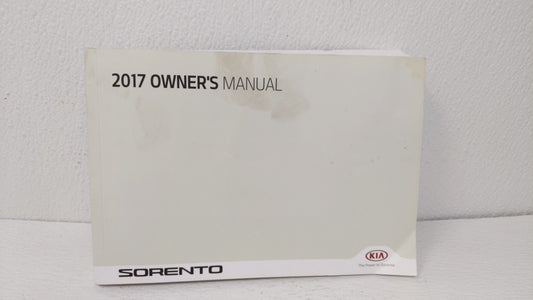 2017 OWNER'S MANUAL
KIA
The Power to Surprise
SORENTO